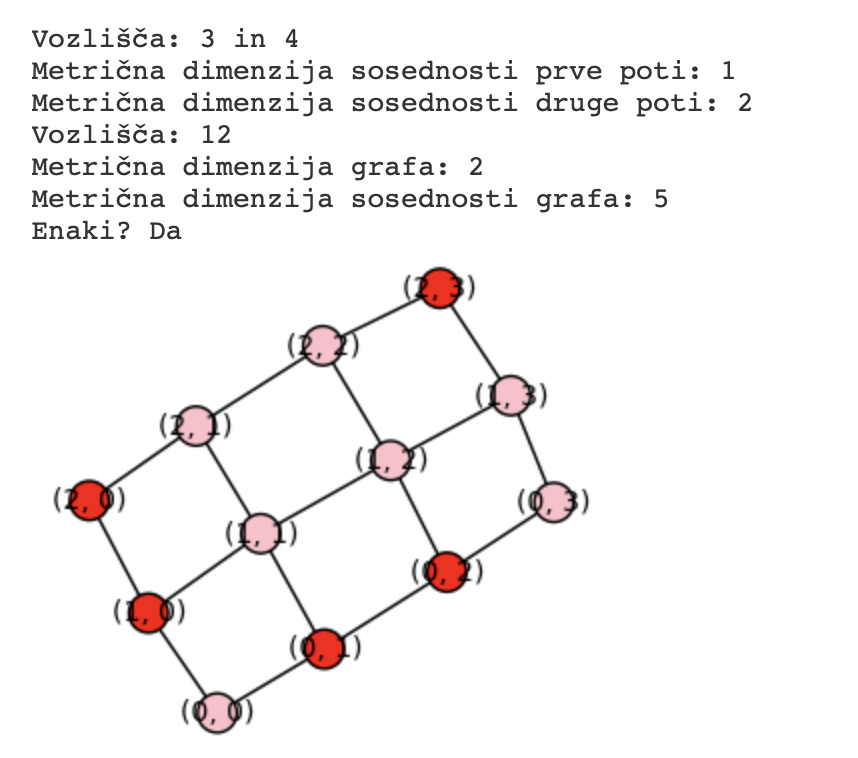 Vozlišča: 3 in 4
Metrična dimenzija sosednosti prve poti: 1
Metrična dimenzija sosednosti druge poti: 2
Vozlišča: 12
Metrična dimenzija grafa: 2
Metrična dimenzija sosednosti grafa: 5
Enaki? Da
(2, 3)
(2, 2)
(1, 3)
(2, 1)
(1, 2)
(2, 0)
(0, 3)
(1, 1)
(0, 2)
(1, 0)
(0, 1)
(0, 0)